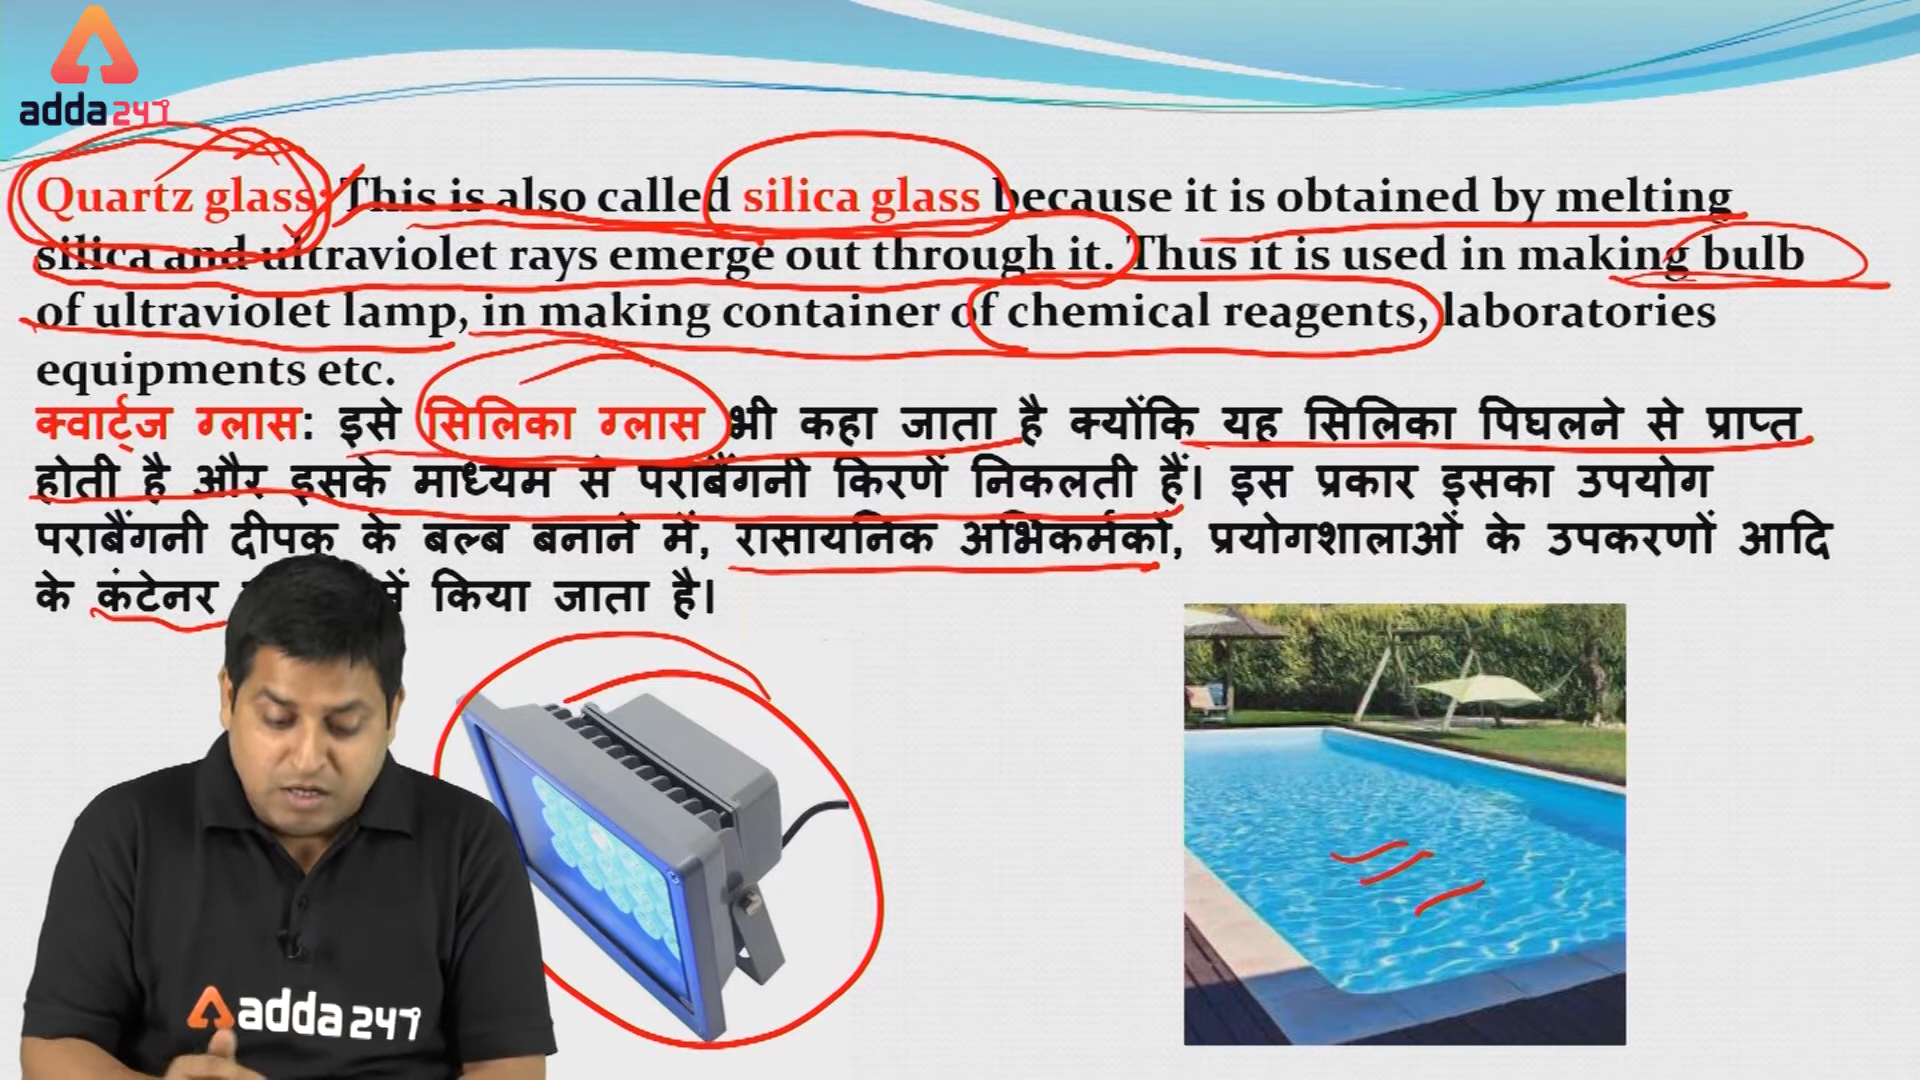 adda247
Quartz glass: This is also called silica glass because it is obtained by melting
silica and ultraviolet rays emerge out through it. Thus it is used in making bulb
of ultraviolet lamp, in making container of chemical reagents, laboratories
equipments etc.
क्वार्ट्ज ग्लास: इसे सिलिका ग्लास भी कहा जाता है क्योंकि यह सिलिका पिघलने से प्राप्त
होती है और इसके माध्यम से पराबैंगनी किरणें निकलती हैं। इस प्रकार इसका उपयोग
पराबैंगनी दीपक के बल्ब बनाने में, रासायनिक अभिकर्मकों, प्रयोगशालाओं के उपकरणों आदि
के कंटेनर में किया जाता है।
adda247